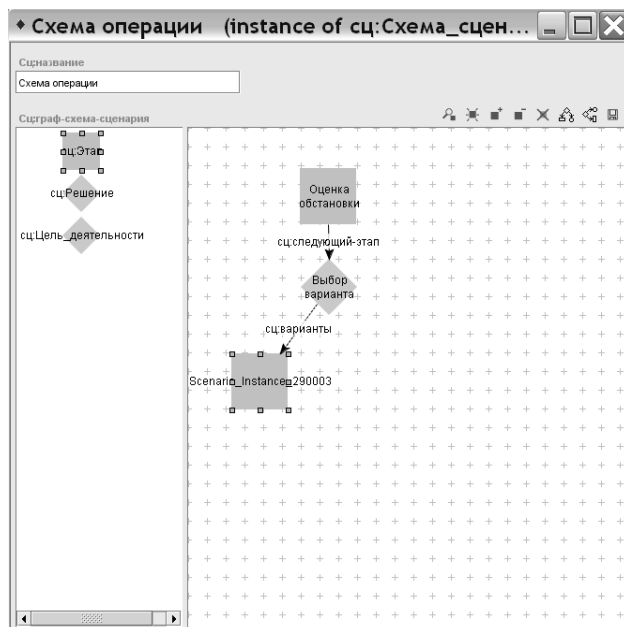 Схема операции (instance of сц:Схема_сцен...
Сц:название
Схема операции
Сц:граф-схема-сценария
сц:Этап
сц:Решение
сц:Цель_деятельности
Оценка
обстановки
сц:следующий-этап
Выбор
варианта
сц:варианты
Scenario_Instance_290003